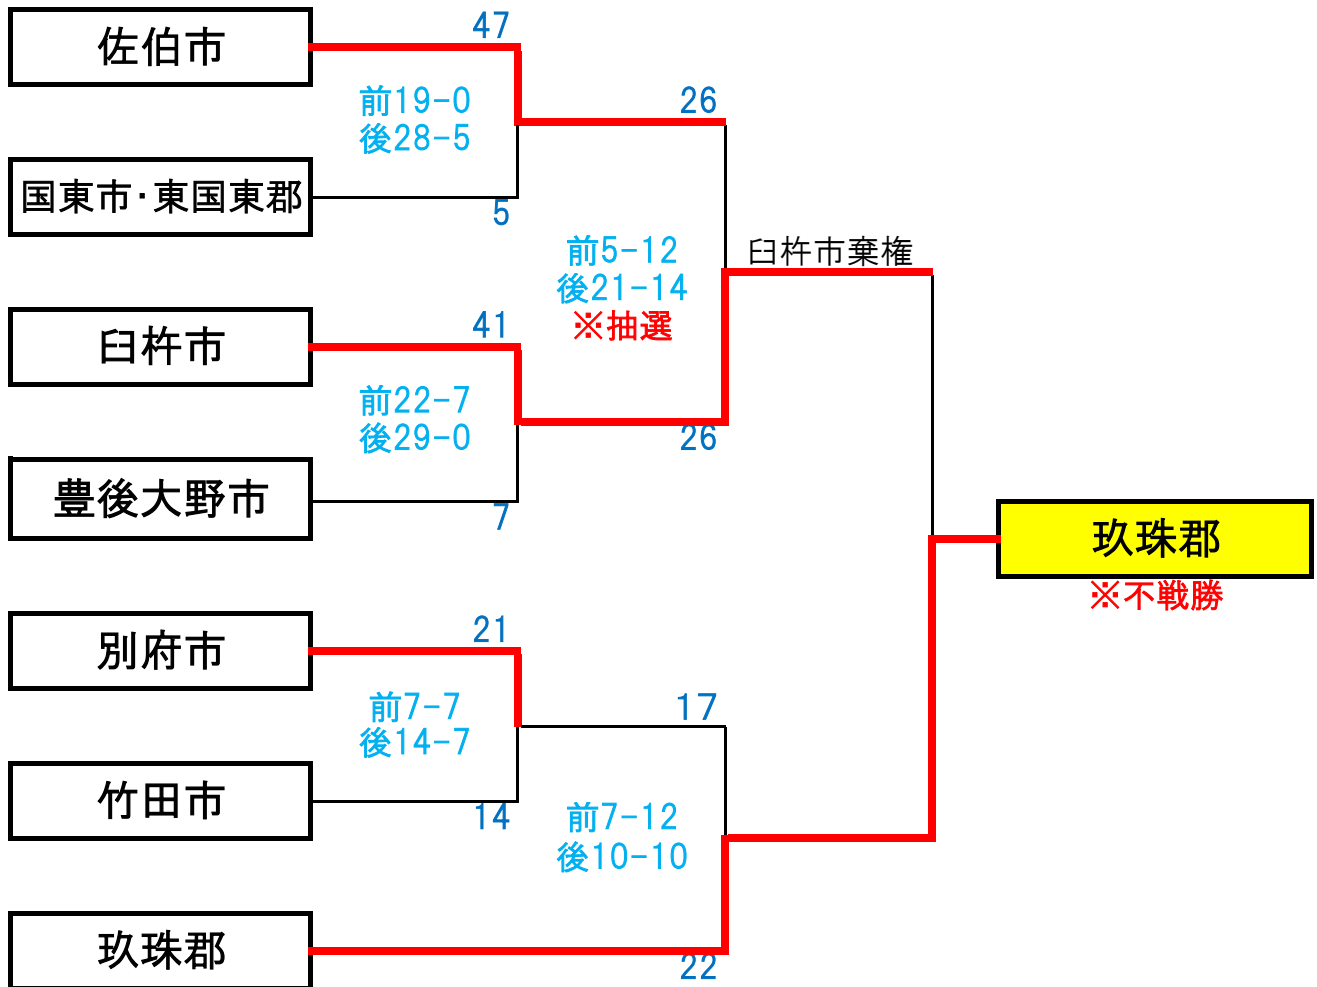 佐伯市
47
前19-0
後28-5
国東市・東国東郡
5
26
前5-12
後21-14
※抽選
臼杵市棄権
臼杵市
41
前22-7
後29-0
26
豊後大野市
7
玖珠郡
※不戦勝
別府市
21
前7-7
後14-7
17
竹田市
14
前7-12
後10-10
玖珠郡
22